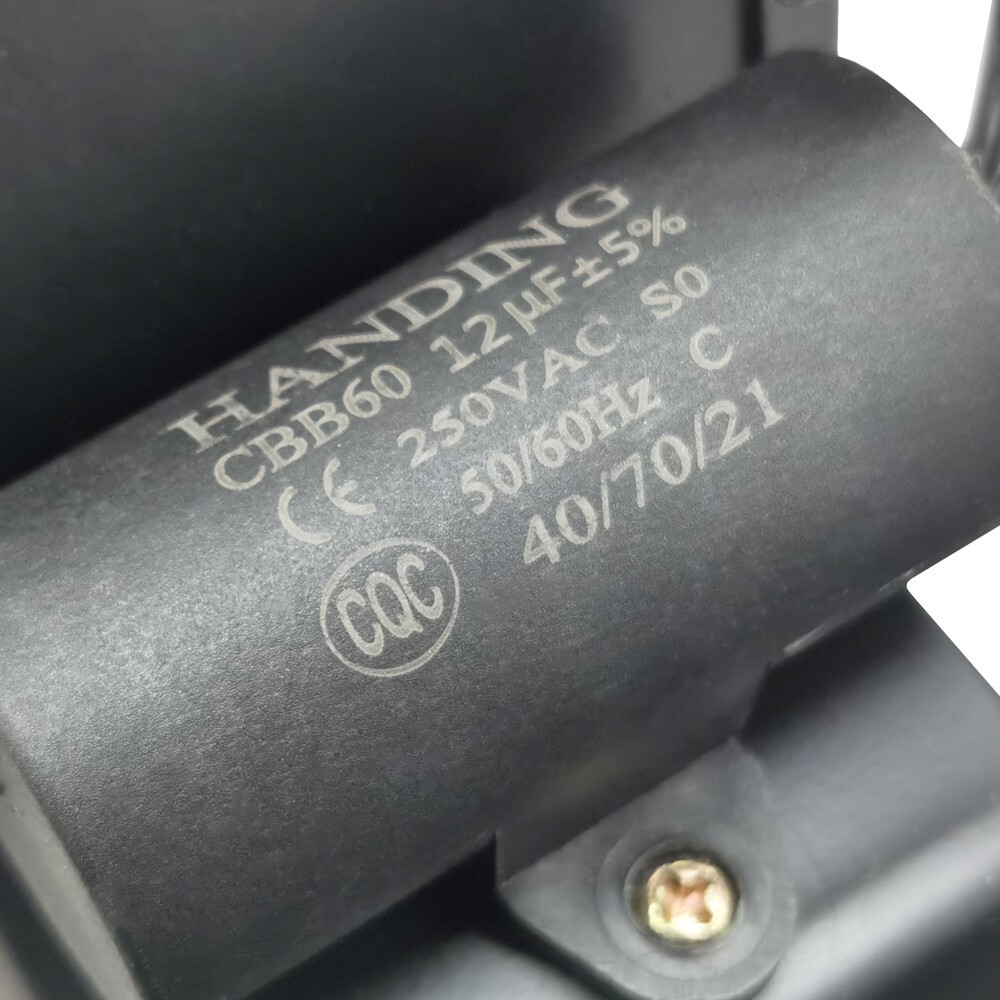 HANDING
CBB60 12µF±5%
CE 250VAC S0
50/60Hz C
CQC 40/70/21